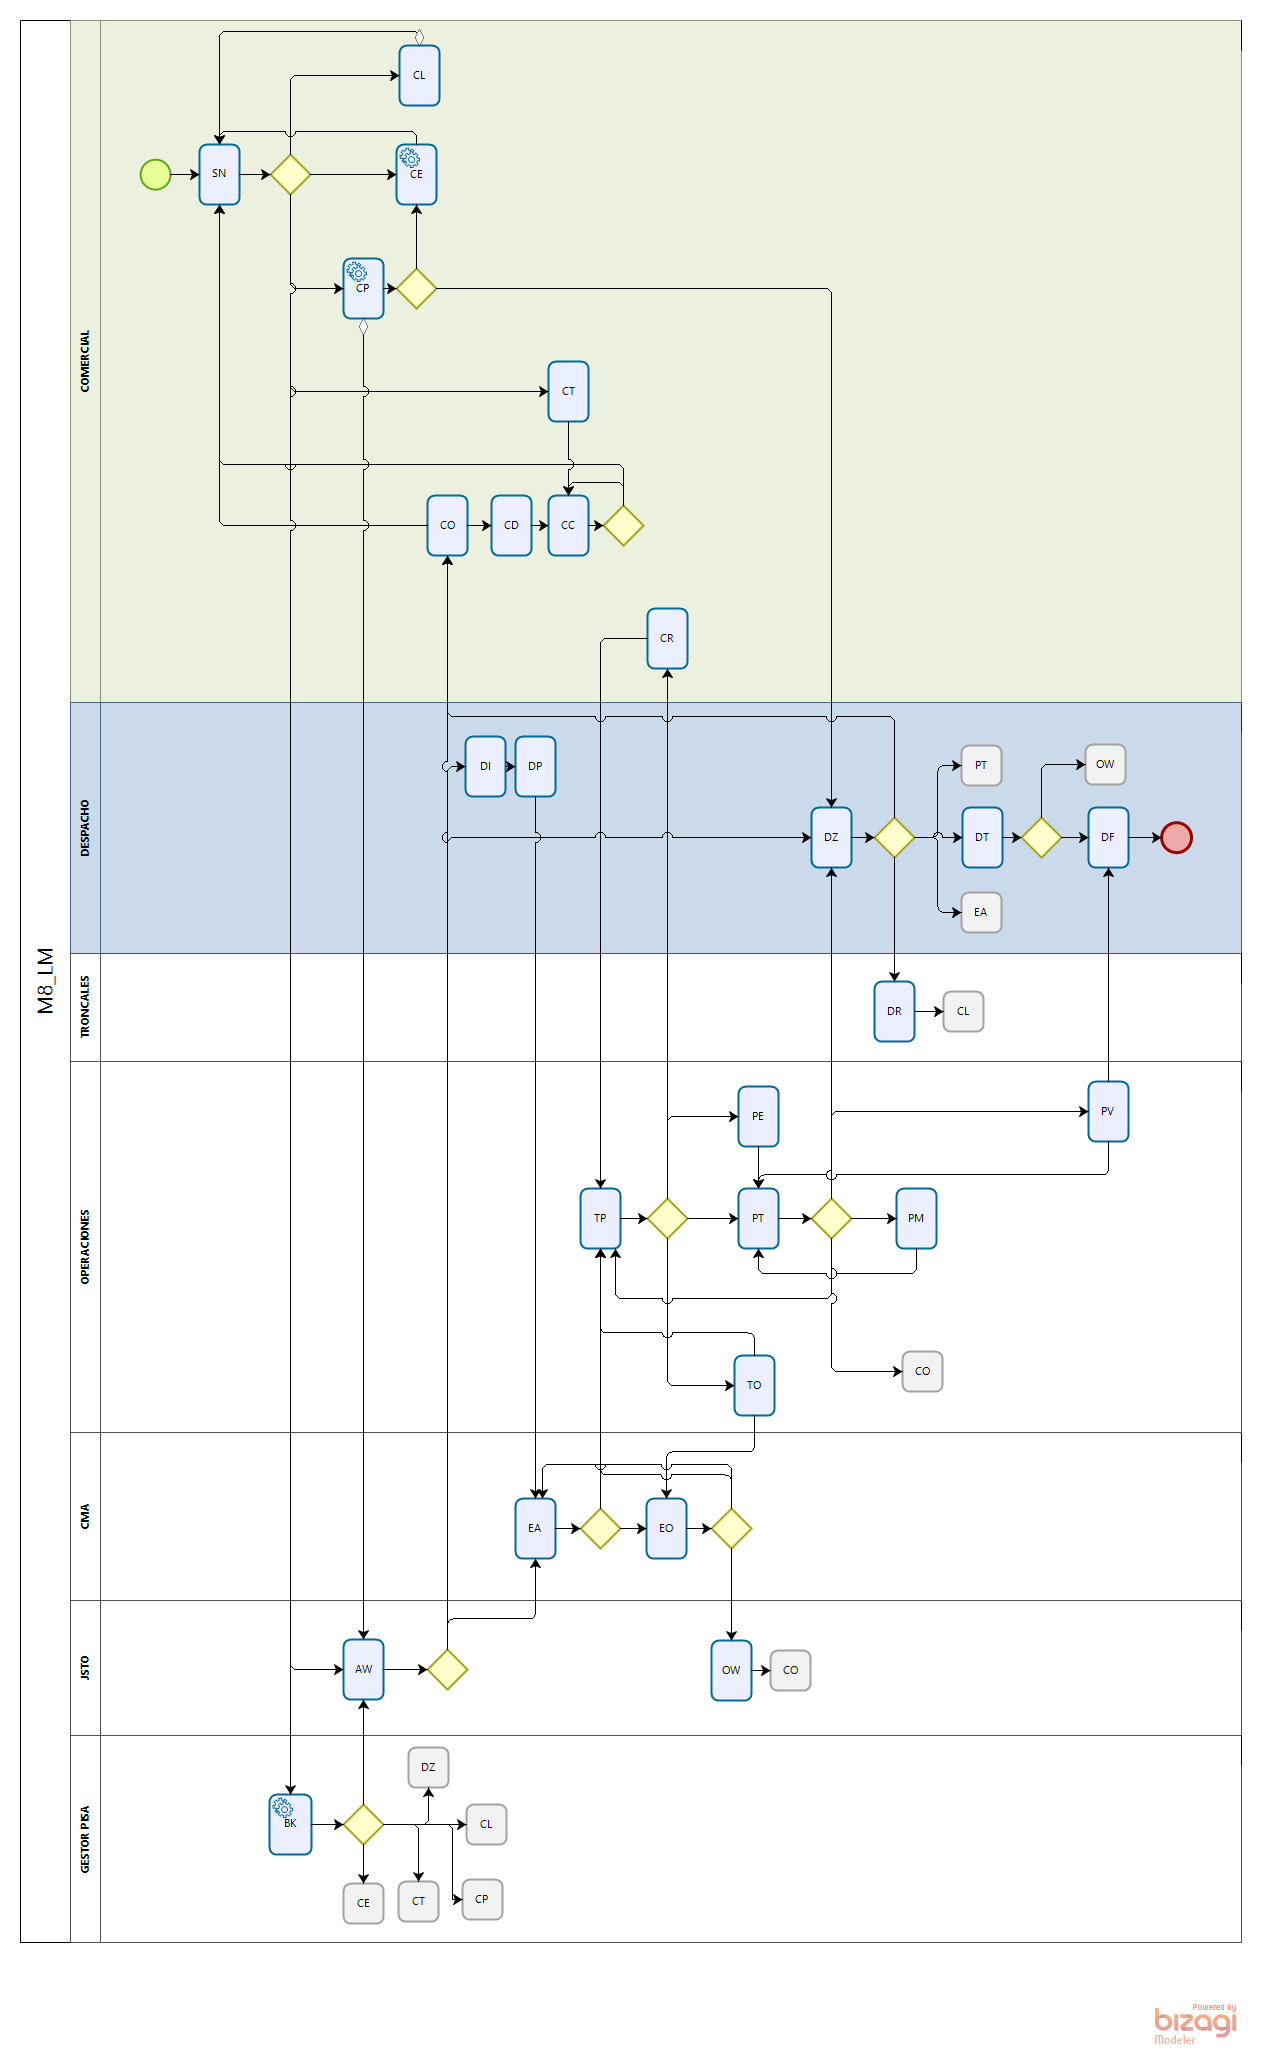 M8_LM
COMERCIAL
CL
SN
CE
CP
CT
CO
CD
CC
CR
DESPACHO
DI
DP
PT
OW
DZ
DT
DF
EA
TRONCALES
DR
CL
OPERACIONES
PE
PV
TP
PT
PM
CO
TO
CMA
EA
EO
JSTO
AW
OW
CO
GESTOR PISA
DZ
BK
CL
CE
CT
CP
Powered by
bizagi
Modeler